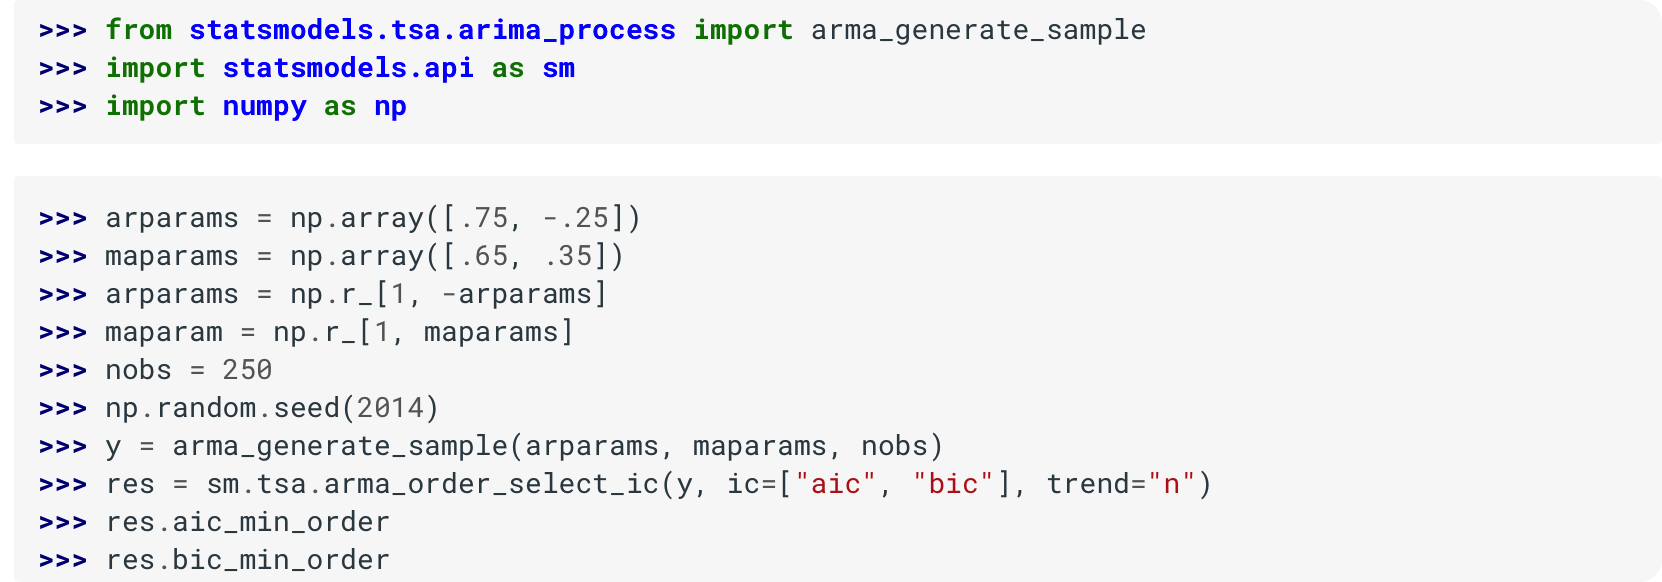 >>> from statsmodels.tsa.arima_process import arma_generate_sample
>>> import statsmodels.api as sm
>>> import numpy as np
>>> arparams = np.array([.75, -.25])
>>> maparams = np.array([.65, .35])
>>> arparams = np.r_[1, -arparams]
>>> maparam = np.r_[1, maparams]
>>> nobs = 250
>>> np.random.seed(2014)
>>> y = arma_generate_sample(arparams, maparams, nobs)
>>> res = sm.tsa.arma_order_select_ic(y, ic=["aic", "bic"], trend="n")
>>> res.aic_min_order
>>> res.bic_min_order